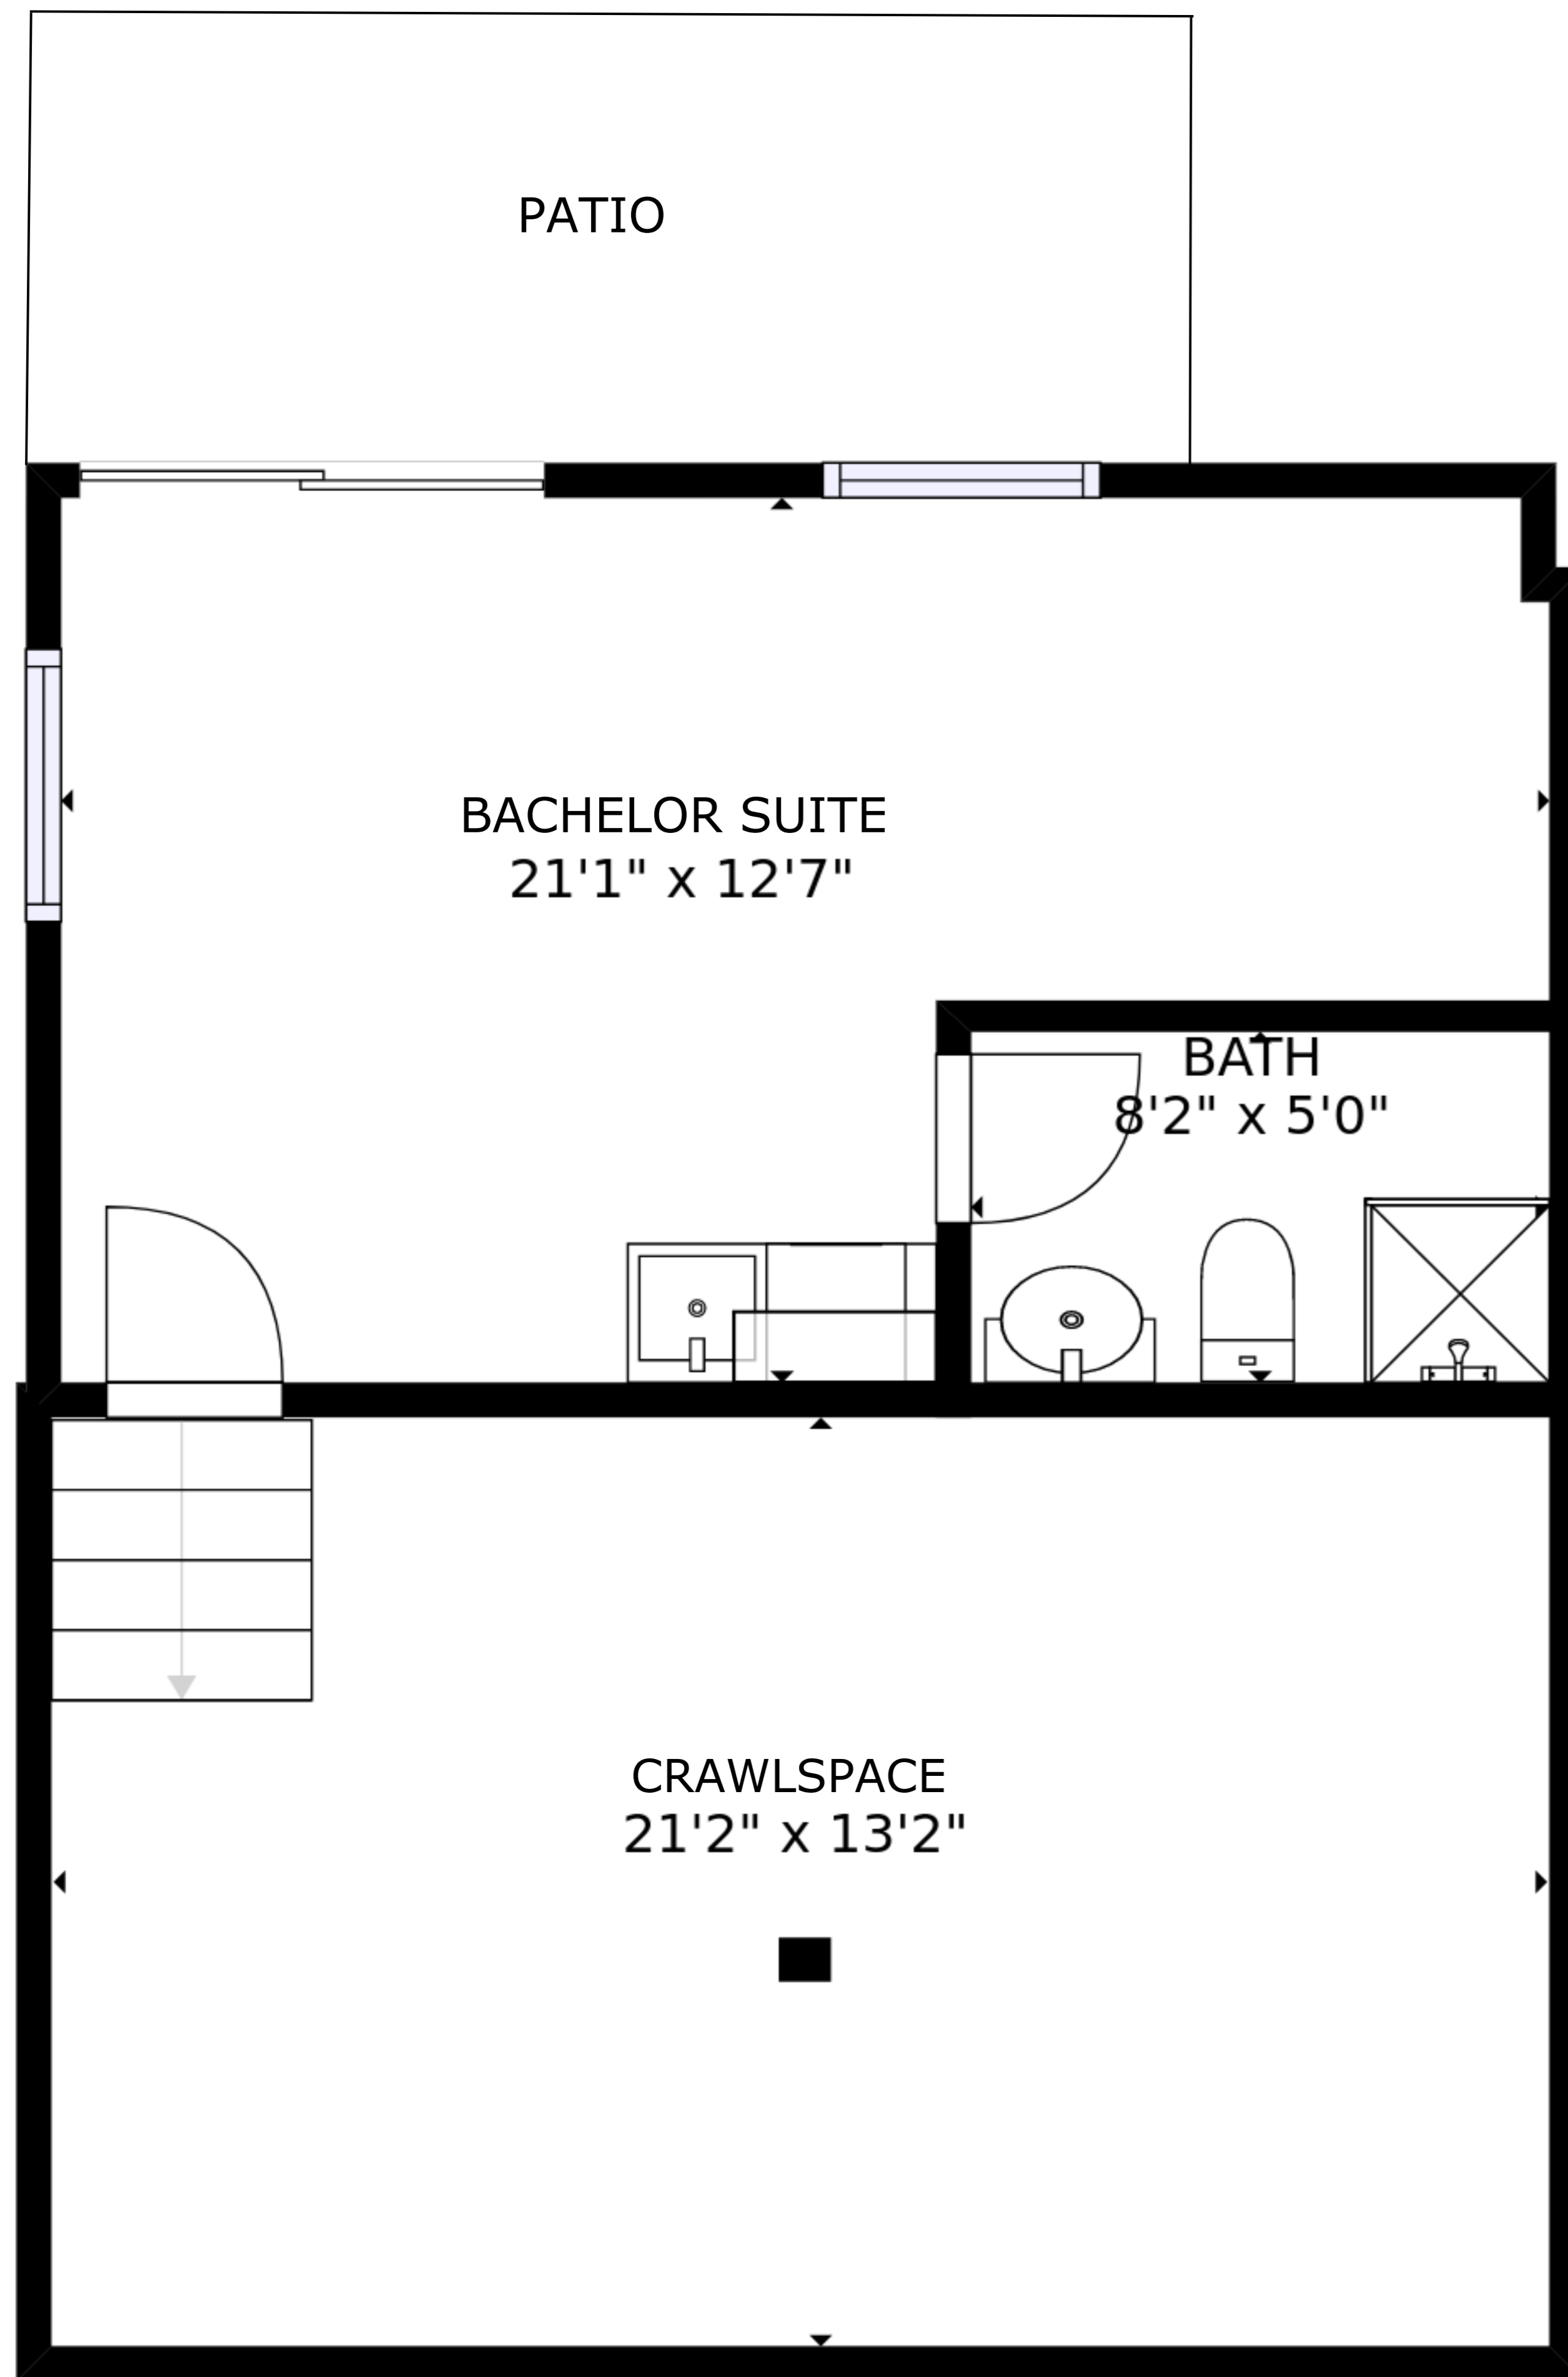 PATIO
BACHELOR SUITE
21'1" x 12'7"
BATH
8'2" x 5'0"
CRAWLSPACE
21'2" x 13'2"